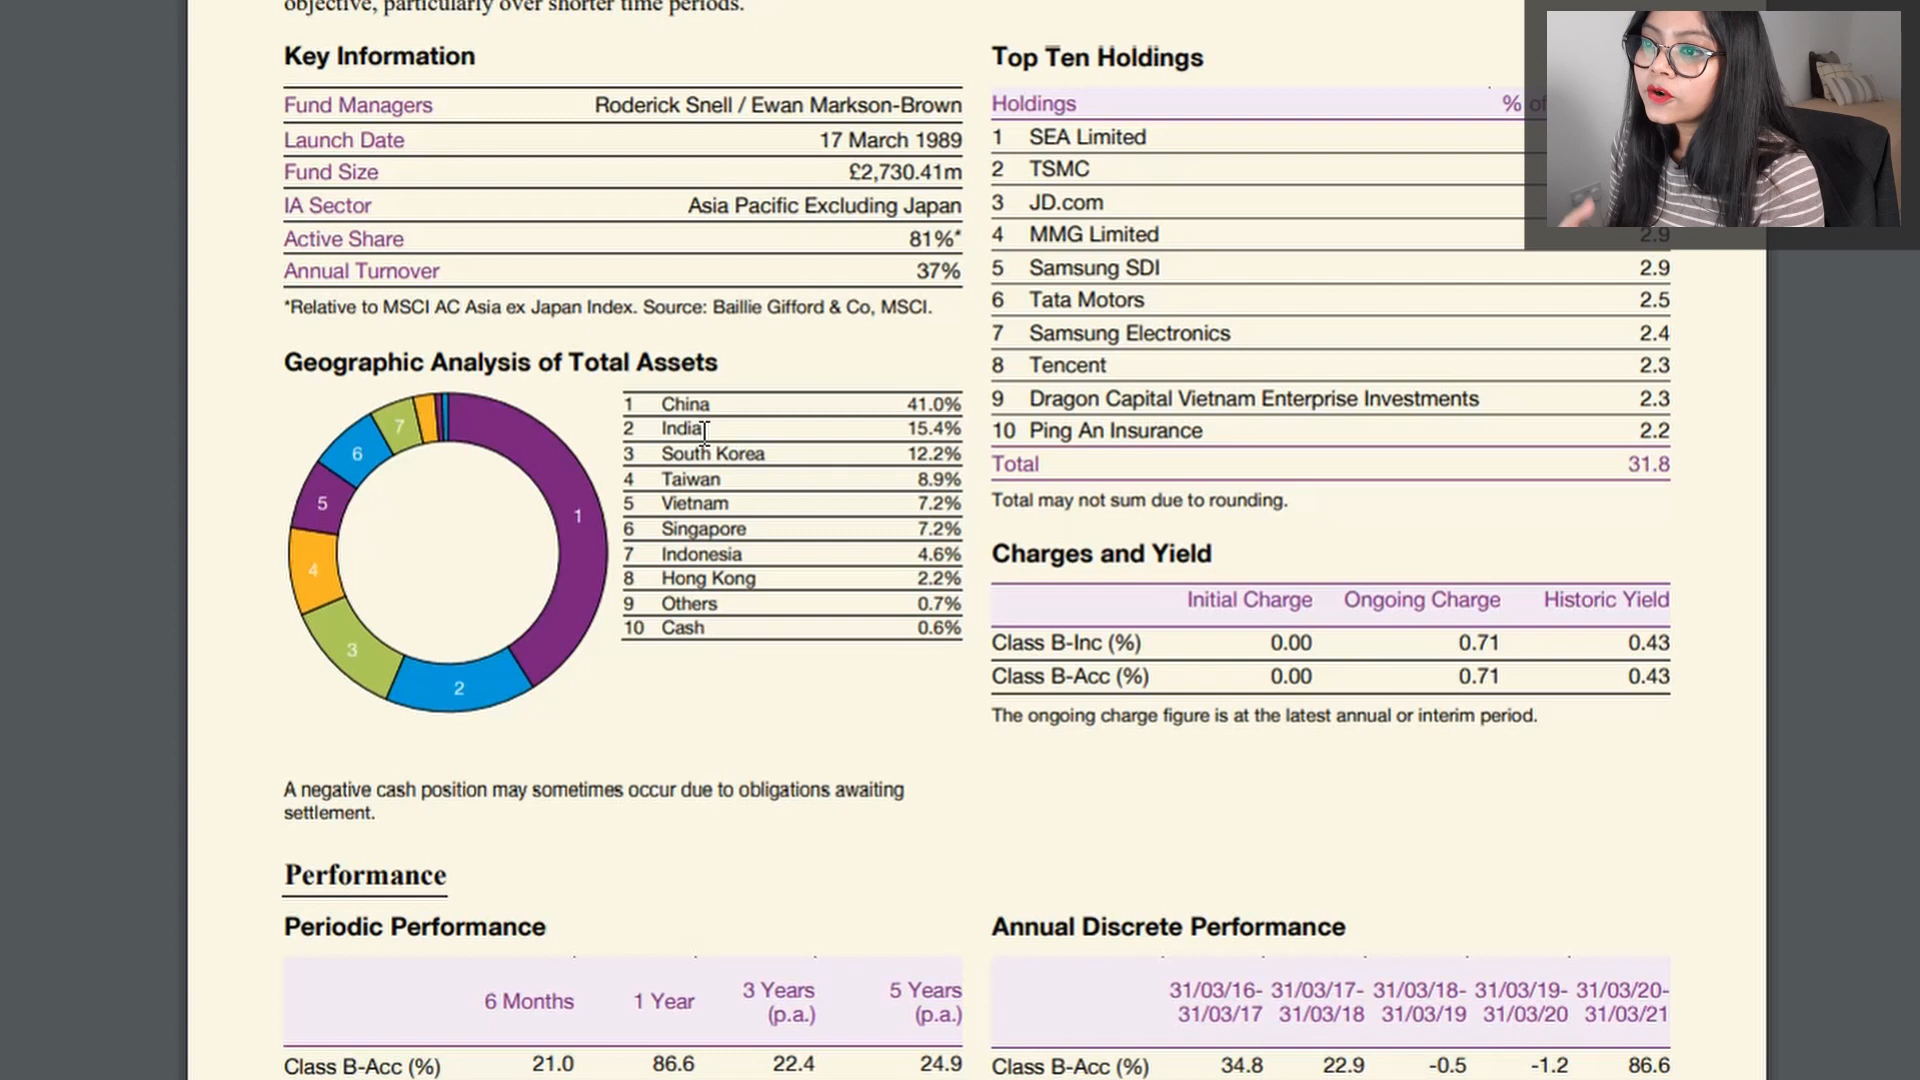 objective, particularly over shorter time periods.
Key Information
Fund Managers Roderick Snell / Ewan Markson-Brown
Launch Date 17 March 1989
Fund Size £2,730.41m
IA Sector Asia Pacific Excluding Japan
Active Share 81%*
Annual Turnover 37%
*Relative to MSCI AC Asia ex Japan Index. Source: Baillie Gifford & Co, MSCI.
Geographic Analysis of Total Assets
1
2
3
4
5
6
7
1 China 41.0%
2 India 15.4%
3 South Korea 12.2%
4 Taiwan 8.9%
5 Vietnam 7.2%
6 Singapore 7.2%
7 Indonesia 4.6%
8 Hong Kong 2.2%
9 Others 0.7%
10 Cash 0.6%
A negative cash position may sometimes occur due to obligations awaiting
settlement.
Top Ten Holdings
Holdings % of
1 SEA Limited
2 TSMC
3 JD.com
4 MMG Limited 2.9
5 Samsung SDI 2.9
6 Tata Motors 2.5
7 Samsung Electronics 2.4
8 Tencent 2.3
9 Dragon Capital Vietnam Enterprise Investments 2.3
10 Ping An Insurance 2.2
Total 31.8
Total may not sum due to rounding.
Charges and Yield
Initial Charge Ongoing Charge Historic Yield
Class B-Inc (%) 0.00 0.71 0.43
Class B-Acc (%) 0.00 0.71 0.43
The ongoing charge figure is at the latest annual or interim period.
Performance
Periodic Performance
6 Months 1 Year 3 Years (p.a.) 5 Years (p.a.)
Class B-Acc (%) 21.0 86.6 22.4 24.9
Annual Discrete Performance
31/03/16- 31/03/17- 31/03/18- 31/03/19- 31/03/20-
31/03/17 31/03/18 31/03/19 31/03/20 31/03/21
Class B-Acc (%) 34.8 22.9 -0.5 -1.2 86.6